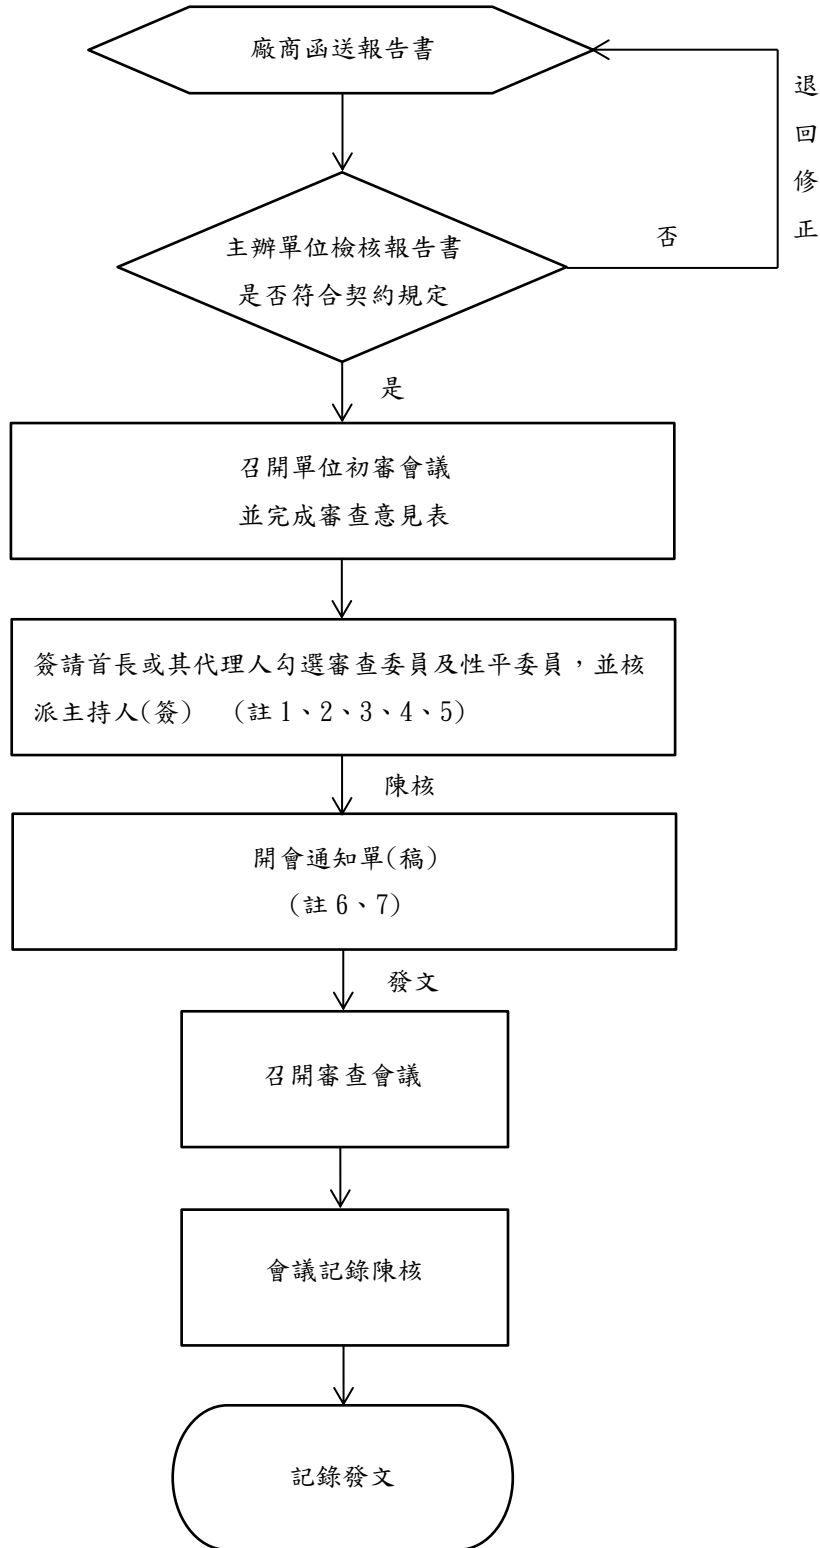 廠商函送報告書
退回修正
主辦單位檢核報告書
是否符合契約規定
否
是
召開單位初審會議
並完成審查意見表
簽請首長或其代理人勾選審查委員及性平委員，並核
派主持人(簽) (註 1、2、3、4、5)
陳核
開會通知單(稿)
(註 6、7)
發文
召開審查會議
會議記錄陳核
記錄發文